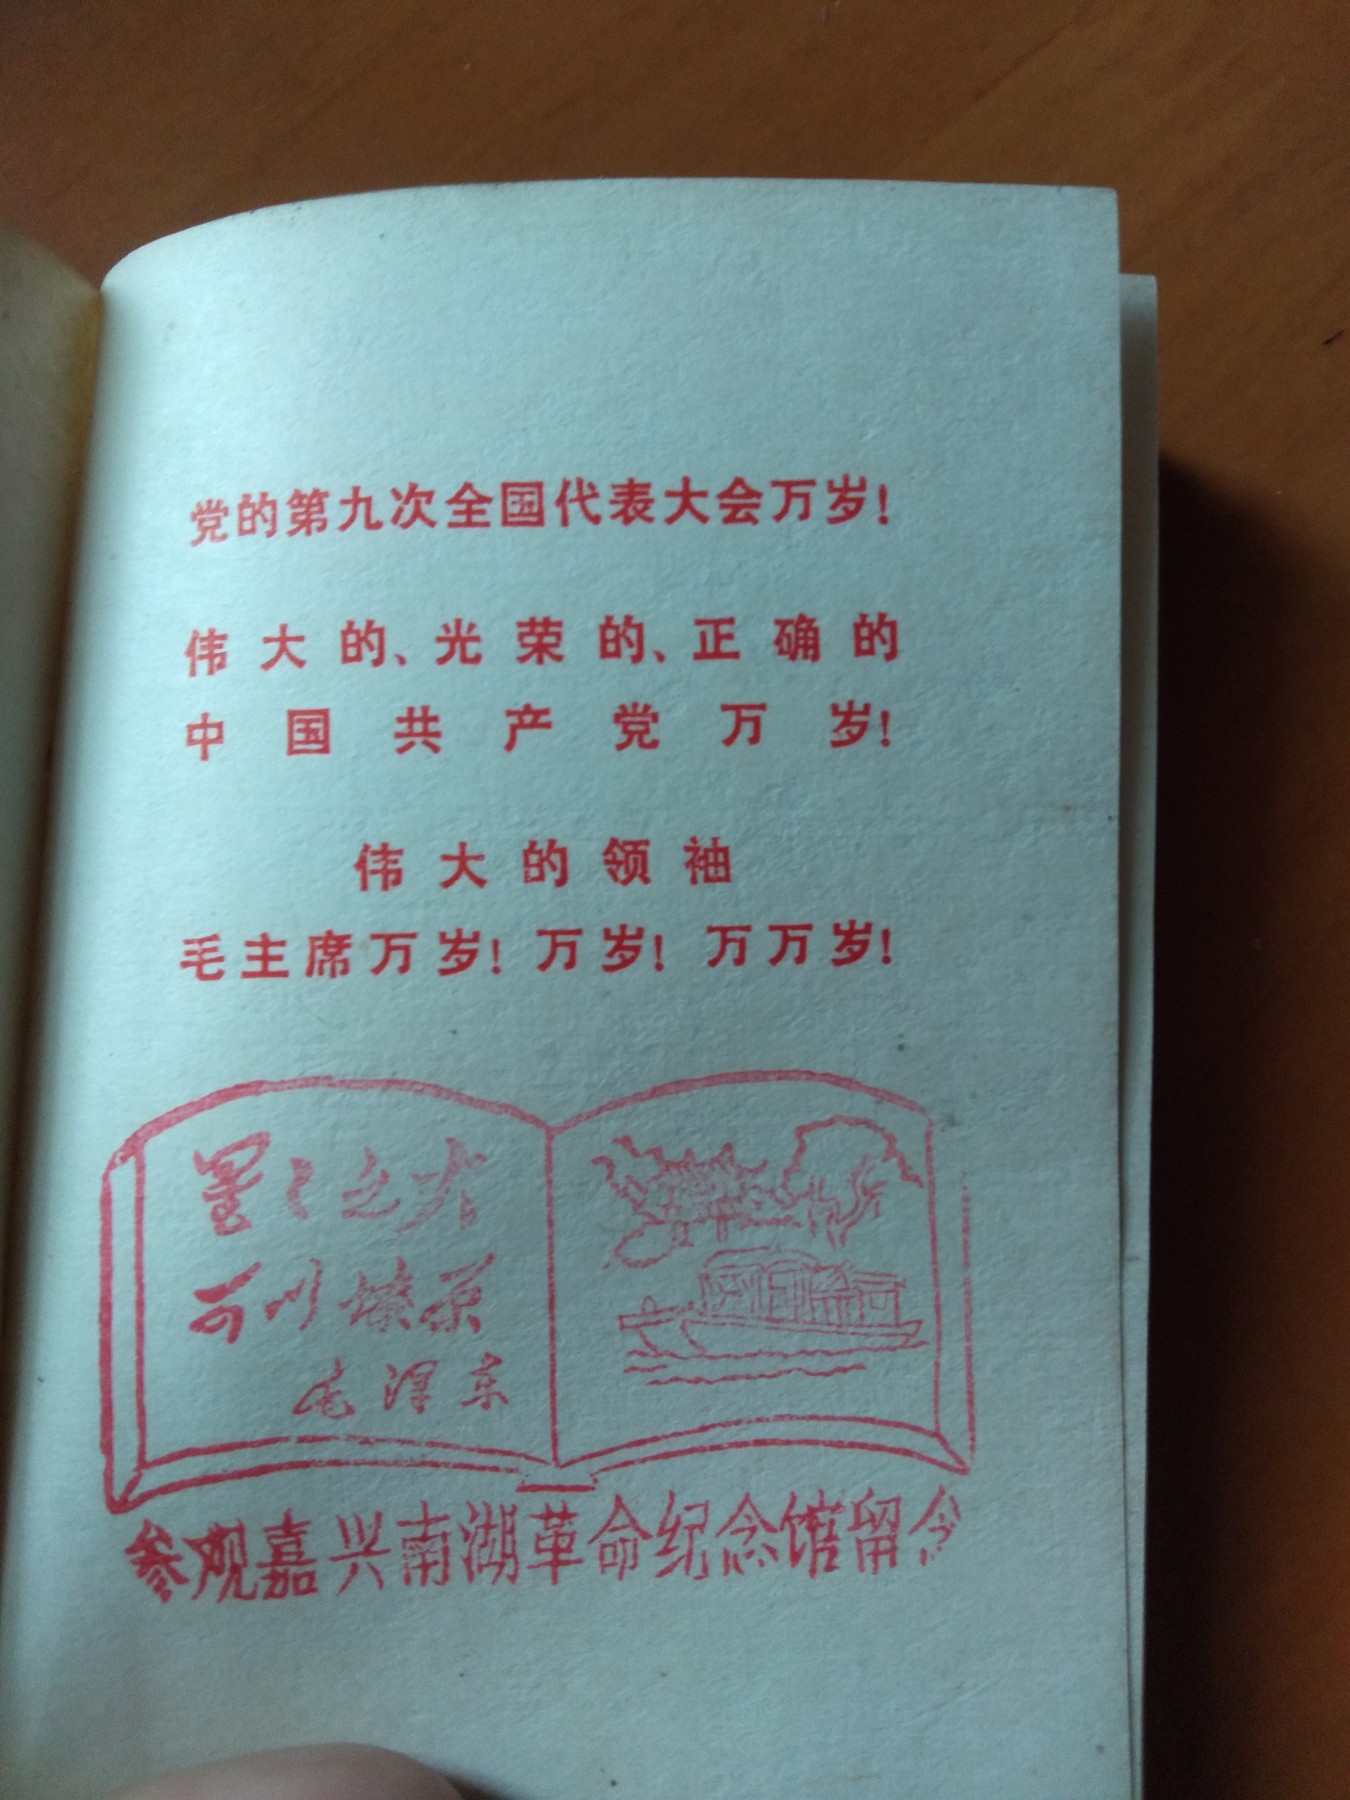 党的第九次全国代表大会万岁！
伟大的、光荣的、正确的
中国共产党万岁！
伟大的领袖
毛主席万岁！万岁！万万岁！
星星之火
可以燎原
毛泽东
参观嘉兴南湖革命纪念馆留念